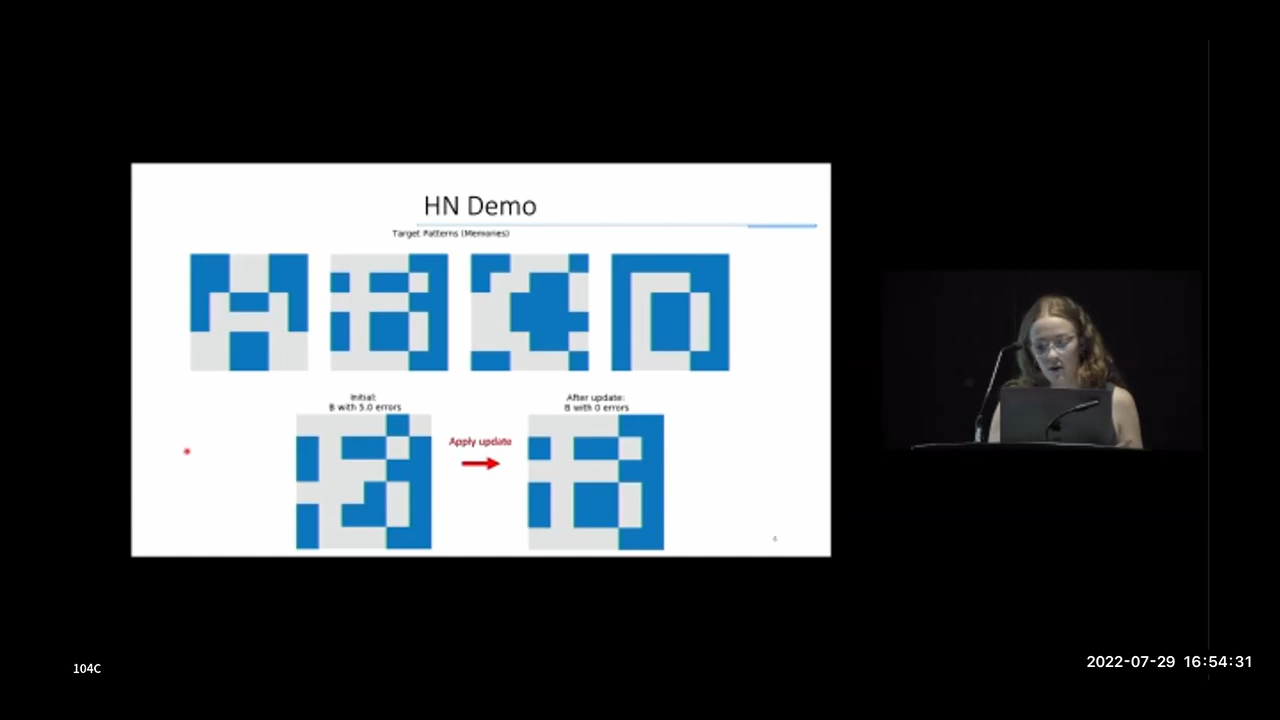 HN Demo
Target Patterns (Memories)
Initial:
B with 5.0 errors
Apply update
After update:
B with 0 errors
6
104C
2022-07-29 16:54:31